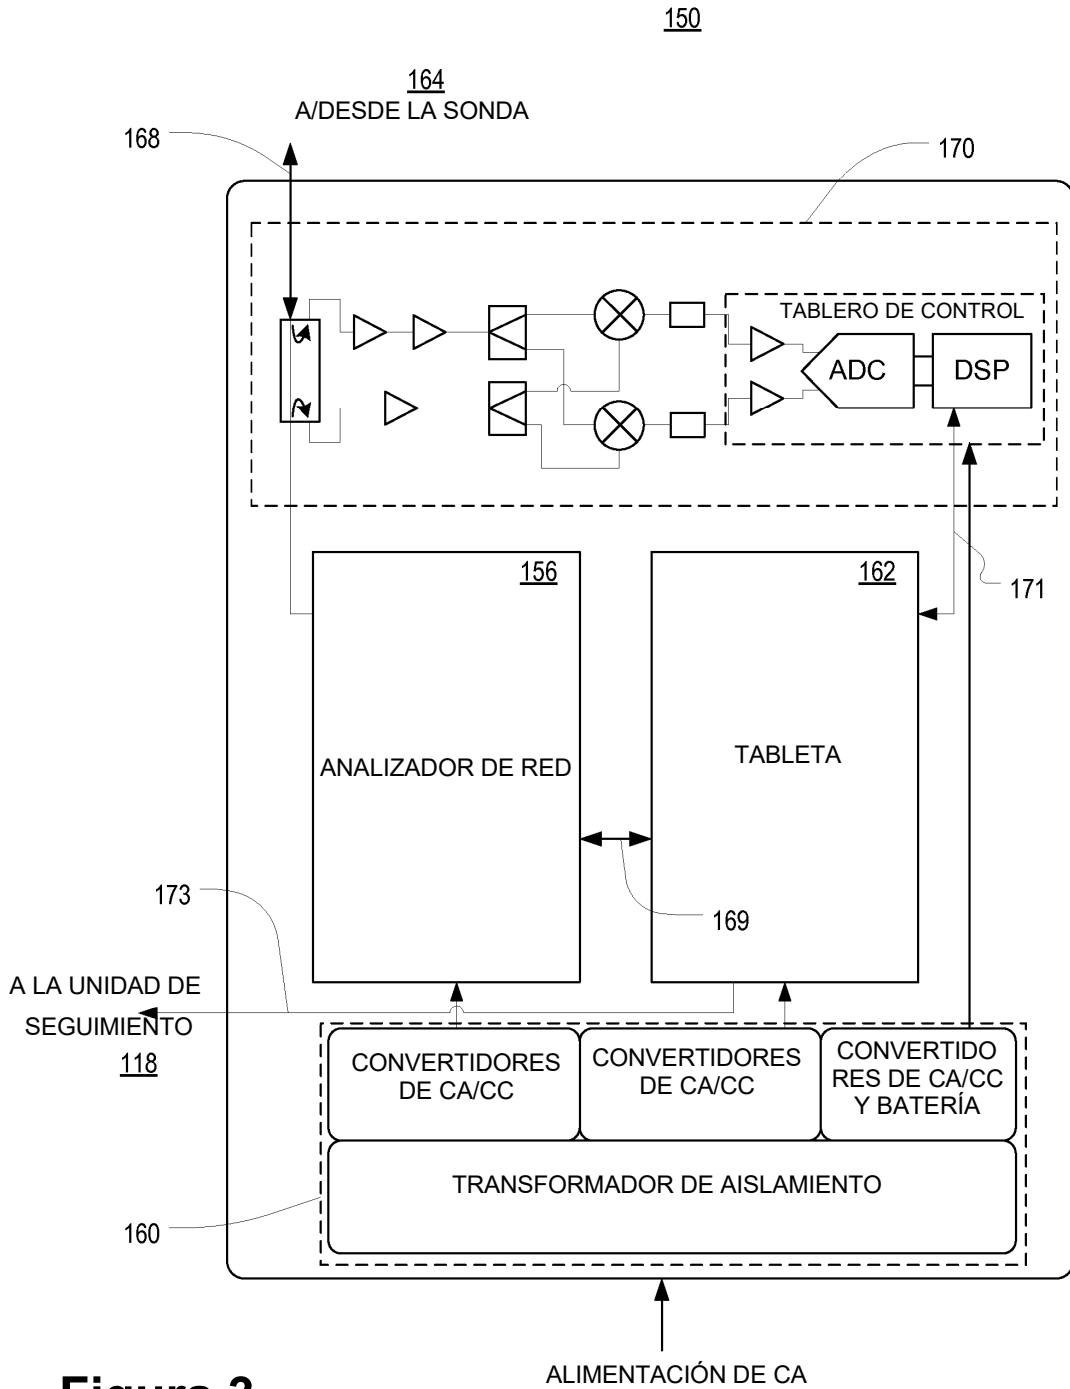 150
164
A/DESDE LA SONDA
168
170
TABLERO DE CONTROL
ADC
DSP
156
162
171
ANALIZADOR DE RED
TABLETA
173
169
A LA UNIDAD DE
SEGUIMIENTO
118
CONVERTIDORES
DE CA/CC
CONVERTIDORES
DE CA/CC
CONVERTIDO
RES DE CA/CC
Y BATERÍA
TRANSFORMADOR DE AISLAMIENTO
160
ALIMENTACIÓN DE CA
Figura